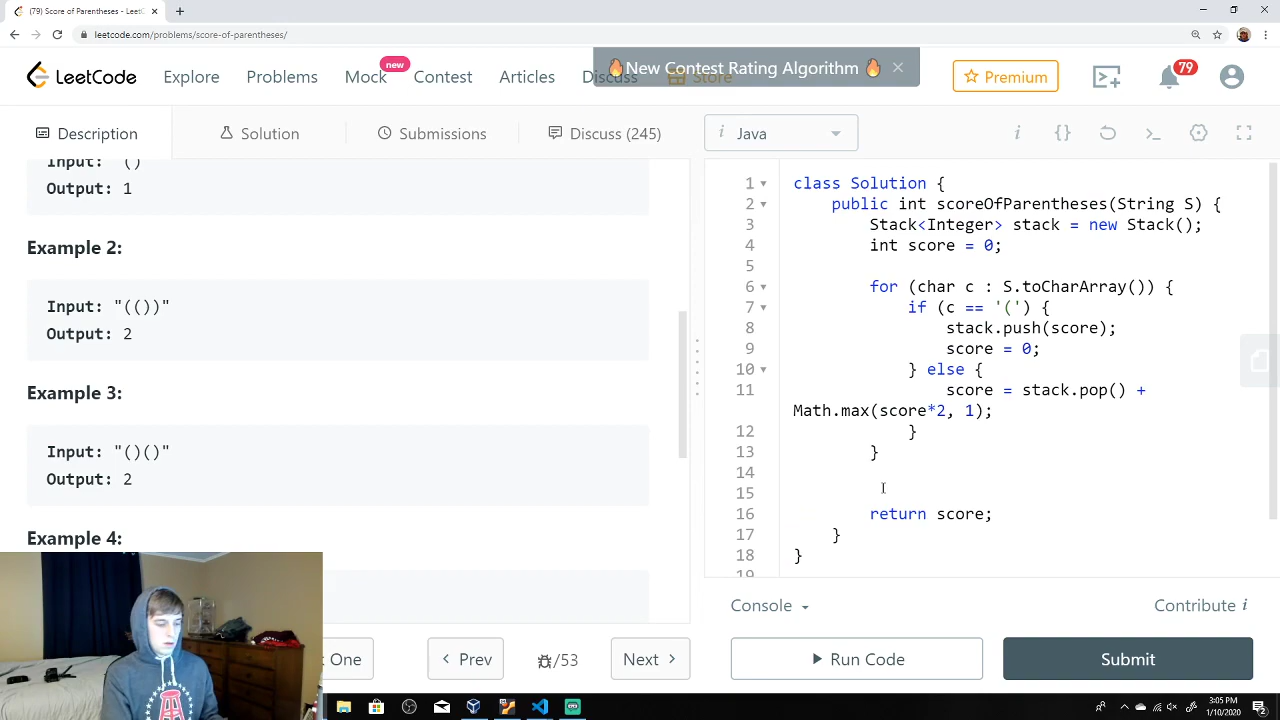 (79) Score of Parentheses - LeetC
leetcode.com/problems/score-of-parentheses/
LeetCode
Explore
Problems
Mock
new
Contest
Articles
Discuss
Store
🔥New Contest Rating Algorithm 🔥
Premium
79
Description
Solution
Submissions
Discuss (245)
i Java
Input: "()"
Output: 1
Example 2:
Input: "(())"
Output: 2
Example 3:
Input: "()()"
Output: 2
Example 4:
1 class Solution {
2 public int scoreOfParentheses(String S) {
3 Stack<Integer> stack = new Stack();
4 int score = 0;
5
6 for (char c : S.toCharArray()) {
7 if (c == '(') {
8 stack.push(score);
9 score = 0;
10 } else {
11 score = stack.pop() +
Math.max(score*2, 1);
12 }
13 }
14
15
16 return score;
17 }
18 }
19
Console
Contribute i
One
Prev
/53
Next
Run Code
Submit
3:05 PM
1/10/2020